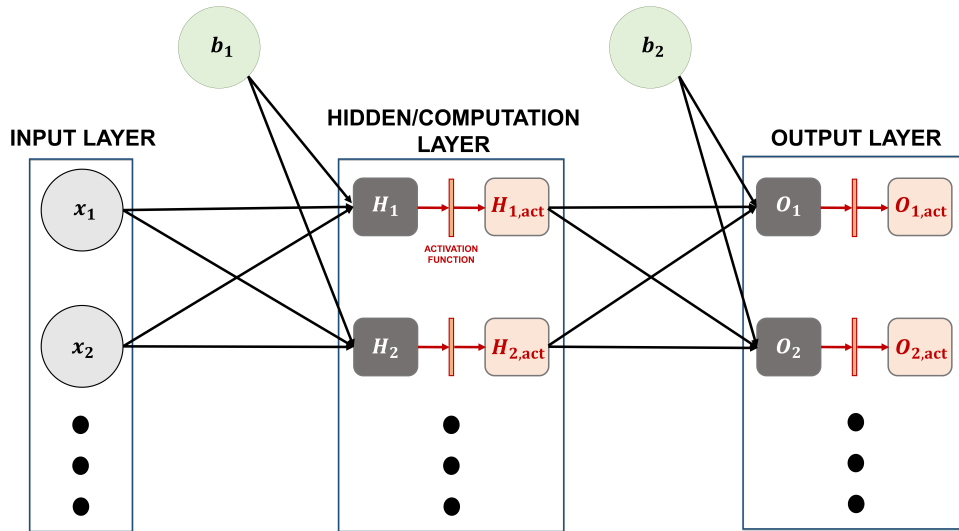 b₁
b₂
HIDDEN/COMPUTATION
LAYER
INPUT LAYER
OUTPUT LAYER
x₁
H₁
H₁,act
O₁
O₁,act
ACTIVATION
FUNCTION
x₂
H₂
H₂,act
O₂
O₂,act